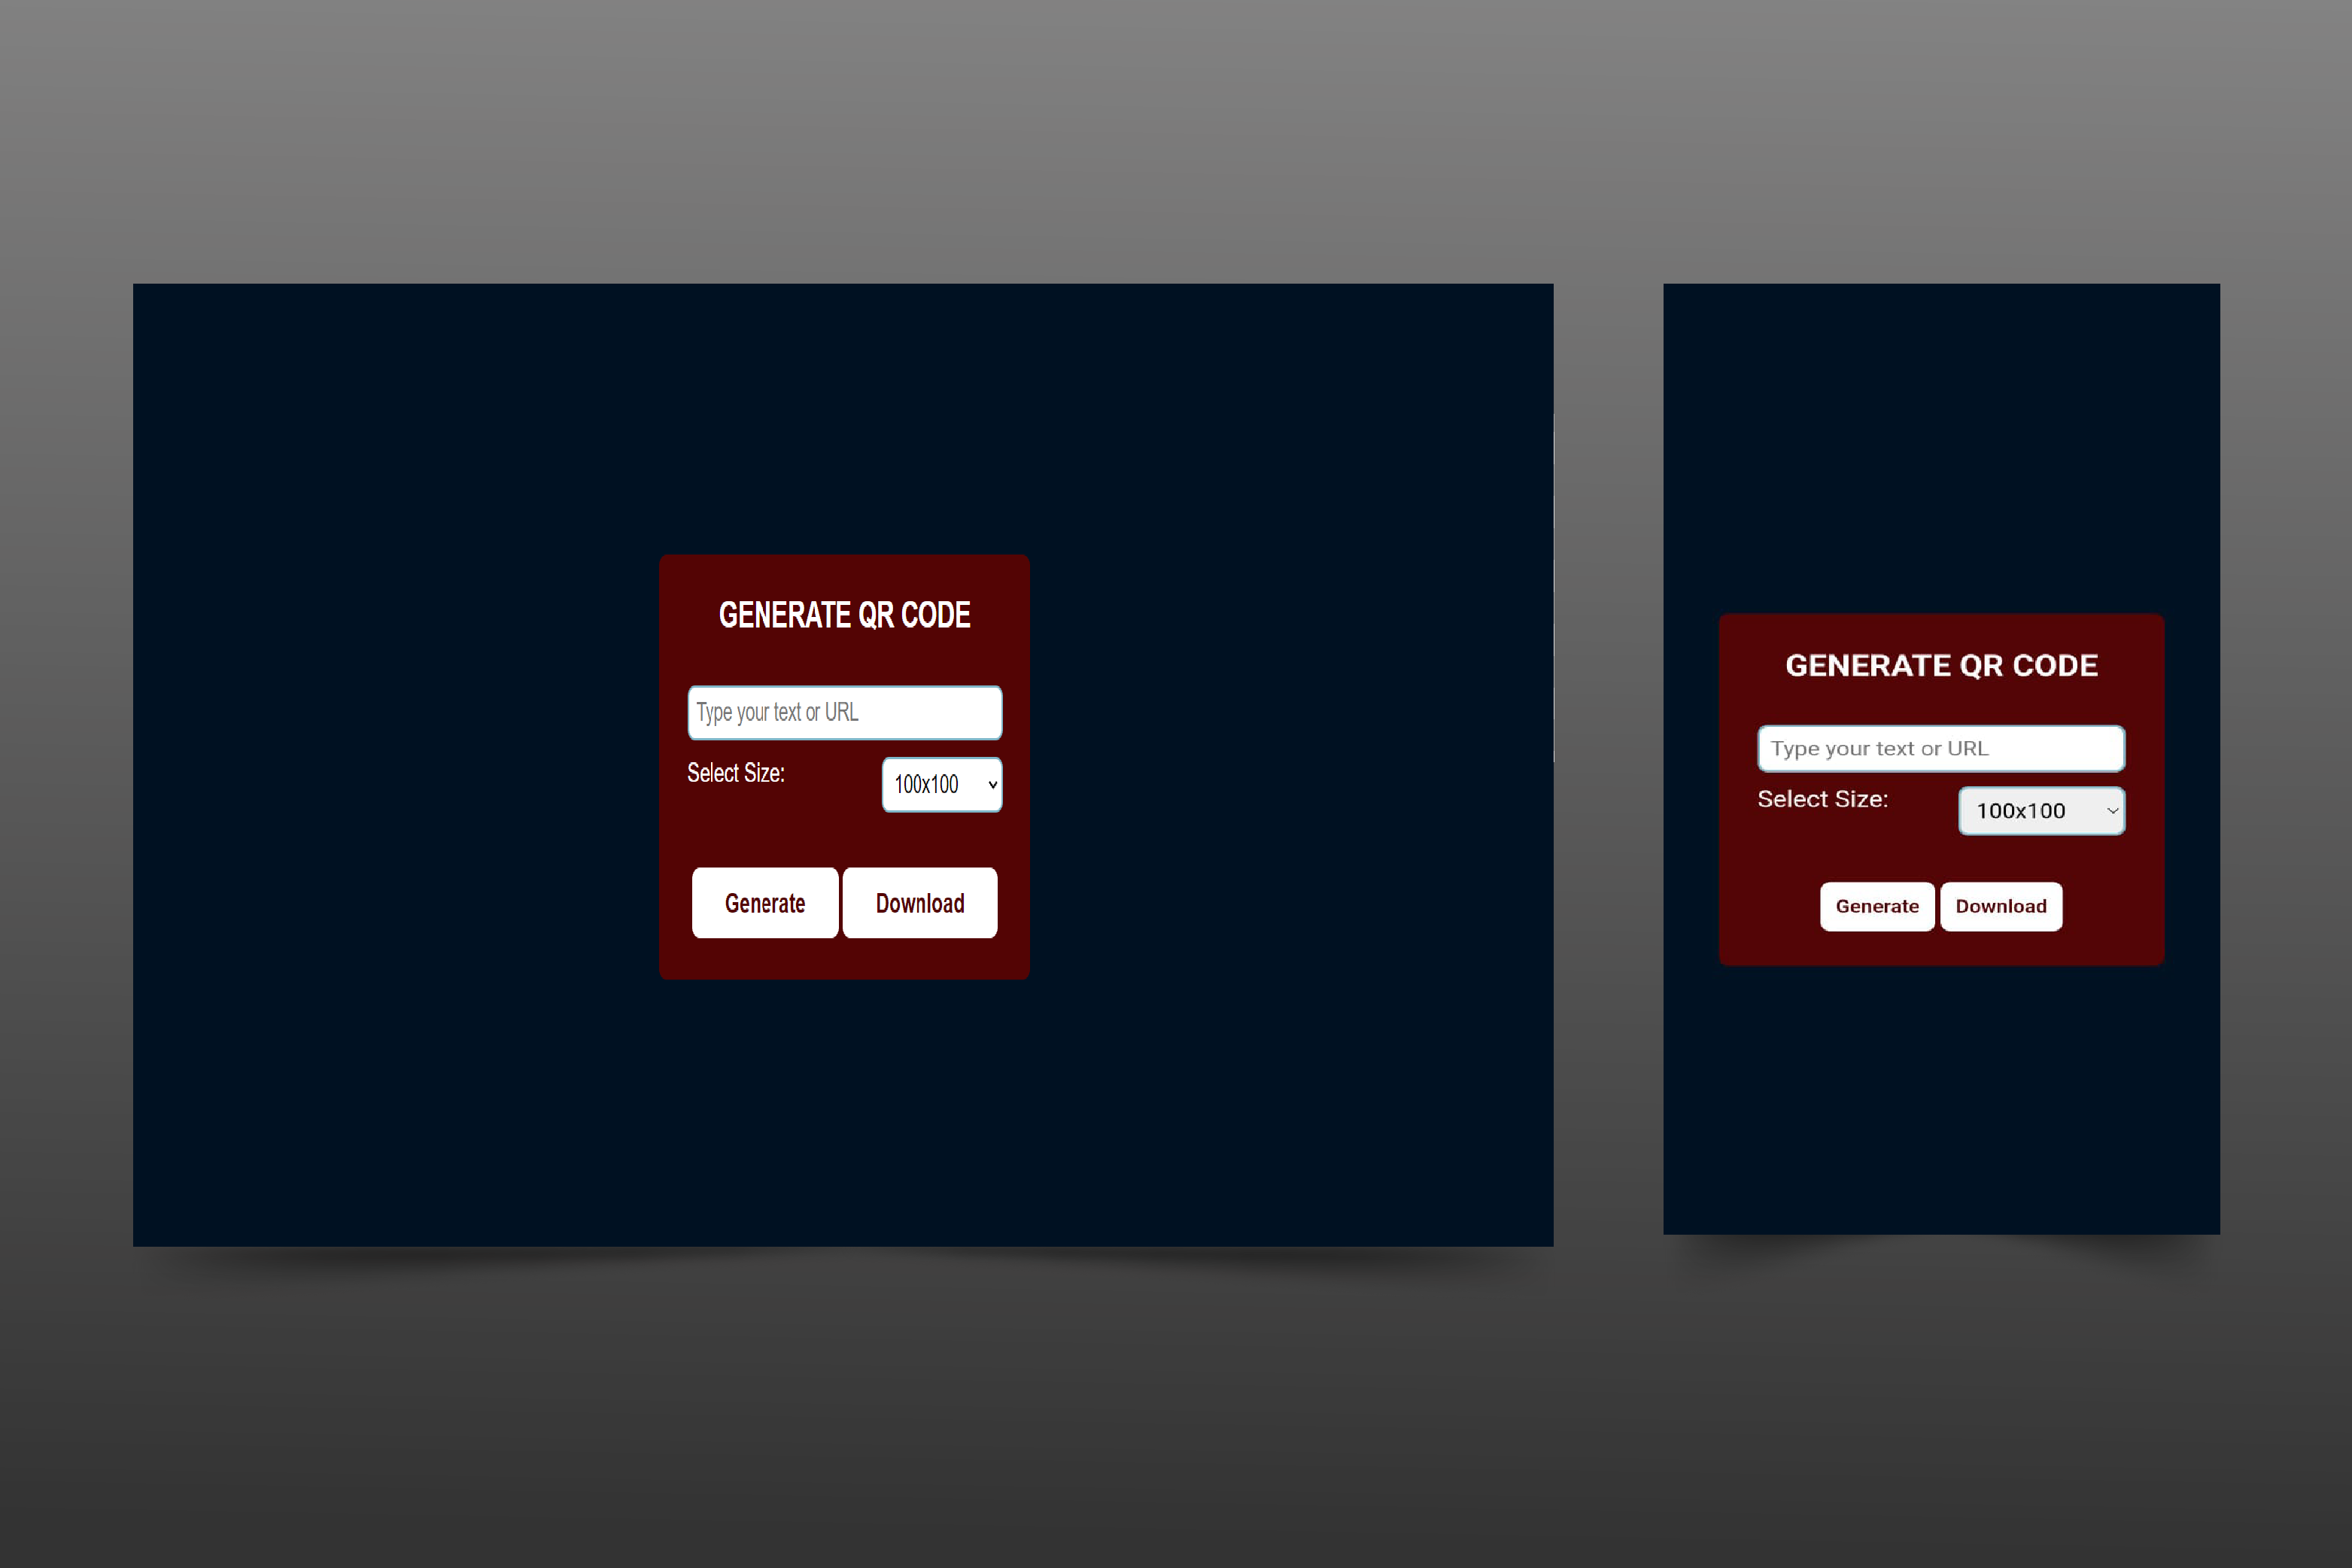 GENERATE QR CODE
Type your text or URL
Select Size:
100x100
Generate
Download
GENERATE QR CODE
Type your text or URL
Select Size:
100x100
Generate
Download